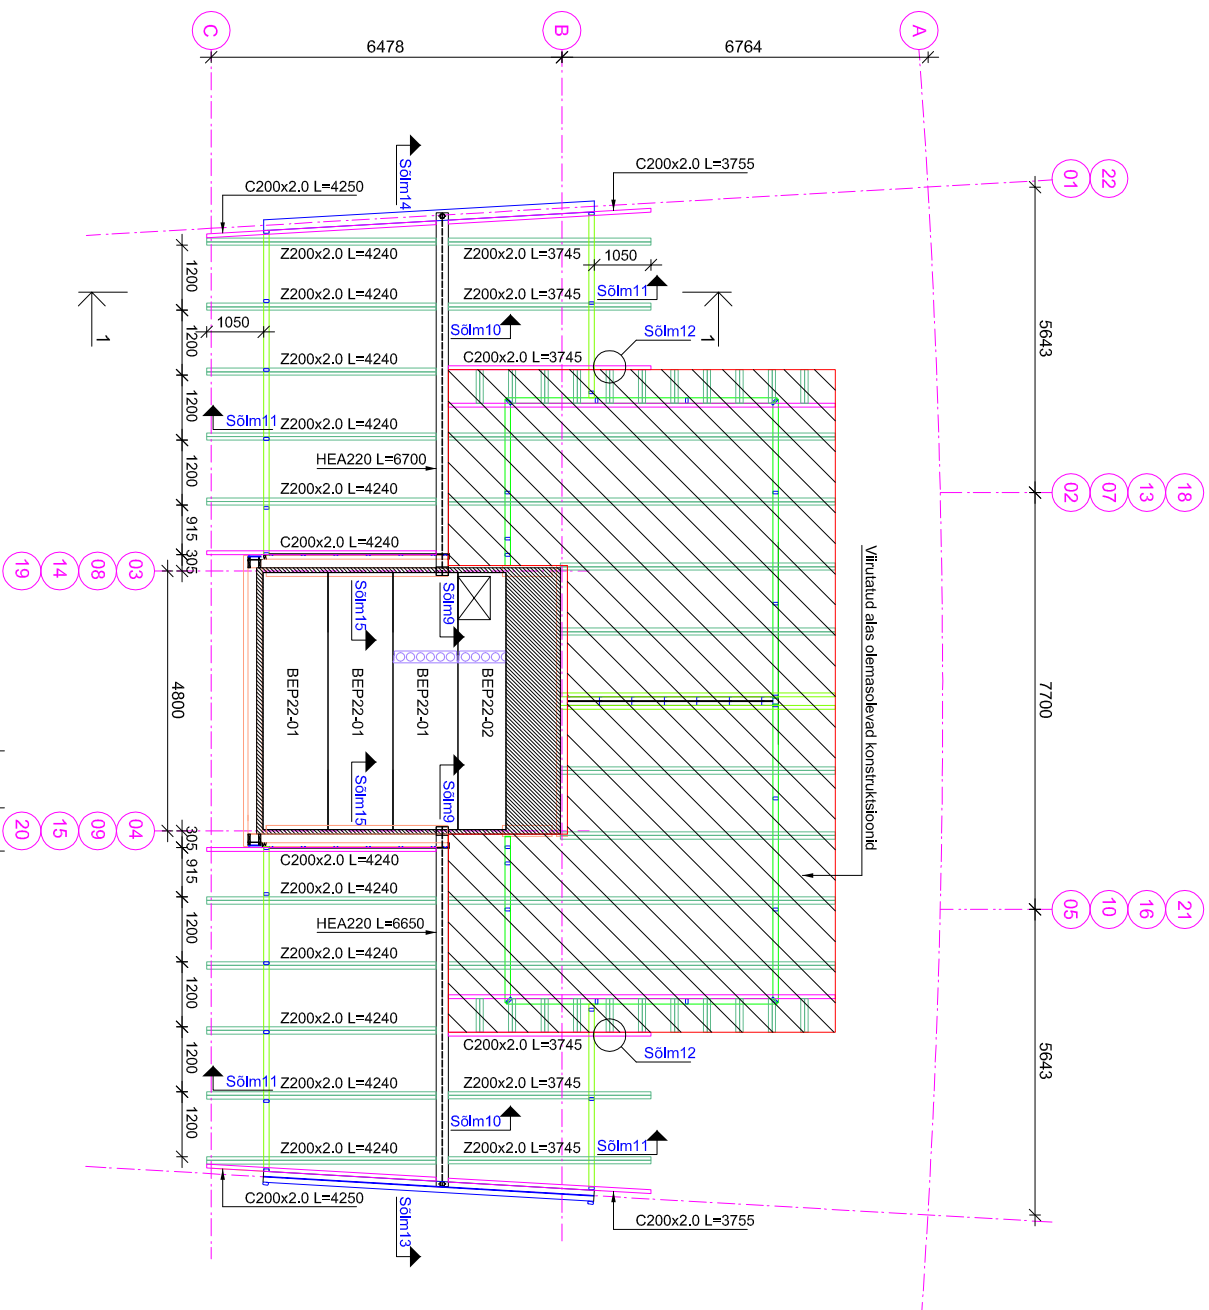 C
B
A
6478
6764
22
01
C200x2.0 L=3755
C200x2.0 L=4250
Sõlm14
Z200x2.0 L=4240
Z200x2.0 L=3745
1050
1200
Z200x2.0 L=4240
Z200x2.0 L=3745
Sõlm11
1
1
1050
Sõlm10
Sõlm12
5643
1200
Z200x2.0 L=4240
C200x2.0 L=3745
1200
Sõlm11
Z200x2.0 L=4240
1200
HEA220 L=6700
18
13
07
02
915
C200x2.0 L=4240
305
Viirutatud alas olemasolevad konstruktsioonid
03
08
14
19
Sõlm15
Sõlm9
BEP22-01
BEP22-01
BEP22-01
BEP22-02
4800
7700
Sõlm15
Sõlm9
04
09
15
20
305
C200x2.0 L=4240
915
Z200x2.0 L=4240
21
16
10
05
HEA220 L=6650
1200
Z200x2.0 L=4240
1200
Z200x2.0 L=4240
C200x2.0 L=3745
Sõlm12
5643
1200
Sõlm11
Z200x2.0 L=4240
Z200x2.0 L=3745
1200
Sõlm10
Z200x2.0 L=4240
Z200x2.0 L=3745
Sõlm11
C200x2.0 L=4250
Sõlm13
C200x2.0 L=3755